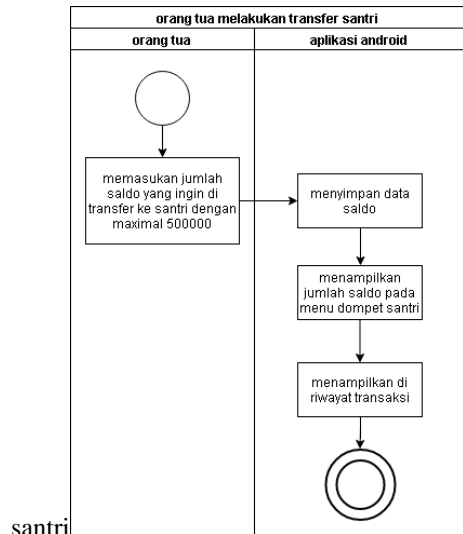 orang tua melakukan transfer santri
orang tua
aplikasi android
memasukan jumlah
saldo yang ingin di
transfer ke santri dengan
maximal 500000
menyimpan data
saldo
menampilkan
jumlah saldo pada
menu dompet santri
menampilkan di
riwayat transaksi
santri